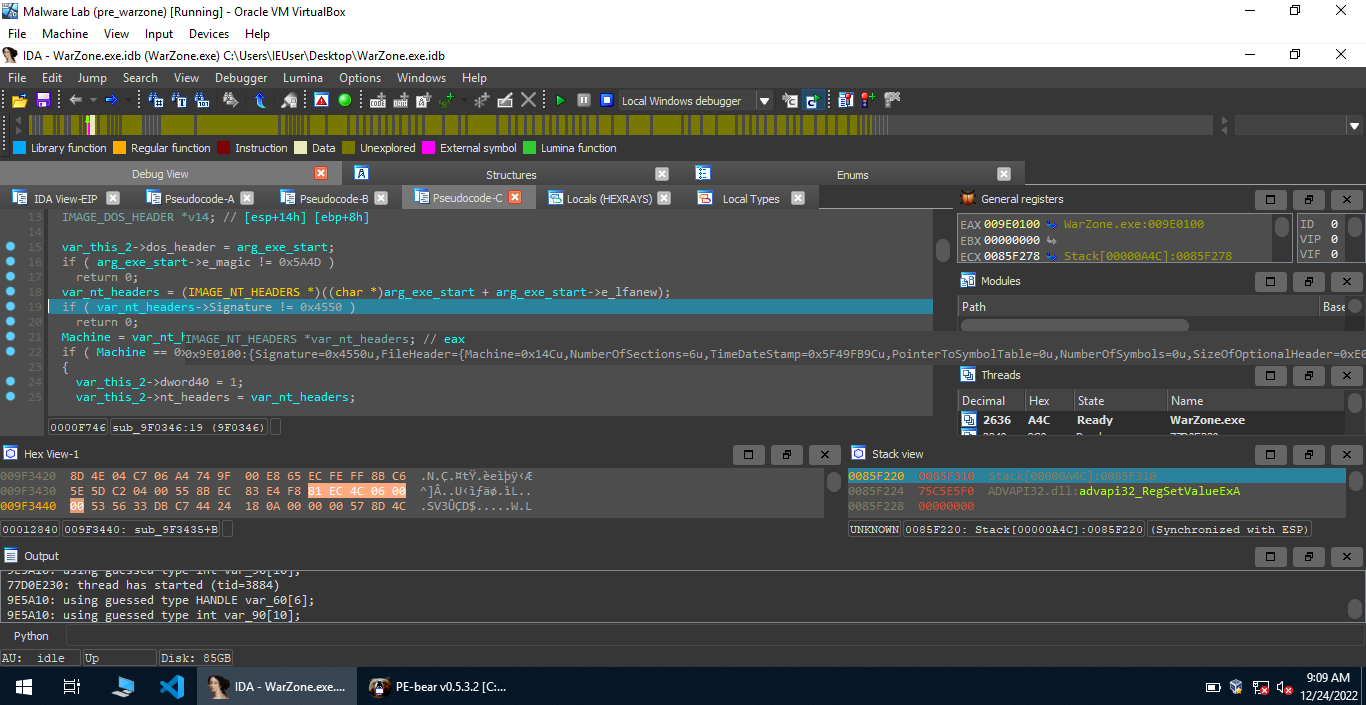 Malware Lab (pre_warzone) [Running] - Oracle VM VirtualBox
File Machine View Input Devices Help
IDA - WarZone.exe.idb (WarZone.exe) C:\Users\IEUser\Desktop\WarZone.exe.idb
File Edit Jump Search View Debugger Lumina Options Windows Help
Local Windows debugger
Library function Regular function Instruction Data Unexplored External symbol Lumina function
Debug View Structures Enums
IDA View-EIP Pseudocode-A Pseudocode-B Pseudocode-C Locals (HEXRAYS) Local Types
13 IMAGE_DOS_HEADER *v14; // [esp+14h] [ebp+8h]
14
15 var_this_2->dos_header = arg_exe_start;
16 if ( arg_exe_start->e_magic != 0x5A4D )
17 return 0;
18 var_nt_headers = (IMAGE_NT_HEADERS *)((char *)arg_exe_start + arg_exe_start->e_lfanew);
19 if ( var_nt_headers->Signature != 0x4550 )
20 return 0;
21 Machine = var_nt_h
IMAGE_NT_HEADERS *var_nt_headers; // eax
22 if ( Machine == 0x
0x9E0100:{Signature=0x4550u,FileHeader={Machine=0x14Cu,NumberOfSections=6u,TimeDateStamp=0x5F49FB9Cu,PointerToSymbolTable=0u,NumberOfSymbols=0u,SizeOfOptionalHeader=0xE0
23 {
24 var_this_2->dword40 = 1;
25 var_this_2->nt_headers = var_nt_headers;
0000F746 sub_9F0346:19 (9F0346)
General registers
EAX 009E0100 WarZone.exe:009E0100
EBX 00000000
ECX 0085F278 Stack[00000A4C]:0085F278
ID 0
VIP 0
VIF 0
Modules
Path Base
Threads
Decimal Hex State Name
2636 A4C Ready WarZone.exe
Hex View-1
009F3420 8D 4E 04 C7 06 A4 74 9F 00 E8 65 EC FE FF 8B C6 .N.Ç.¤tŸ.èeìþÿ‹Æ
009F3430 5E 5D C2 04 00 55 8B EC 83 E4 F8 81 EC 4C 06 00 ^]Â..U‹ìƒäø.ìL..
009F3440 00 53 56 33 DB C7 44 24 18 0A 00 00 00 57 8D 4C .SV3ÛÇD$.....W.L
00012840 009F3440: sub_9F3435+B
Stack view
0085F220 0085F310 Stack[00000A4C]:0085F310
0085F224 75C5E5F0 ADVAPI32.dll:advapi32_RegSetValueExA
0085F228 00000000
UNKNOWN 0085F220: Stack[00000A4C]:0085F220 (Synchronized with ESP)
Output
9E5A10: using guessed type int var_90[10];
77D0E230: thread has started (tid=3884)
9E5A10: using guessed type HANDLE var_60[6];
9E5A10: using guessed type int var_90[10];
Python
AU: idle Up Disk: 85GB
IDA - WarZone.exe.... PE-bear v0.5.3.2 [C:...
9:09 AM
12/24/2022